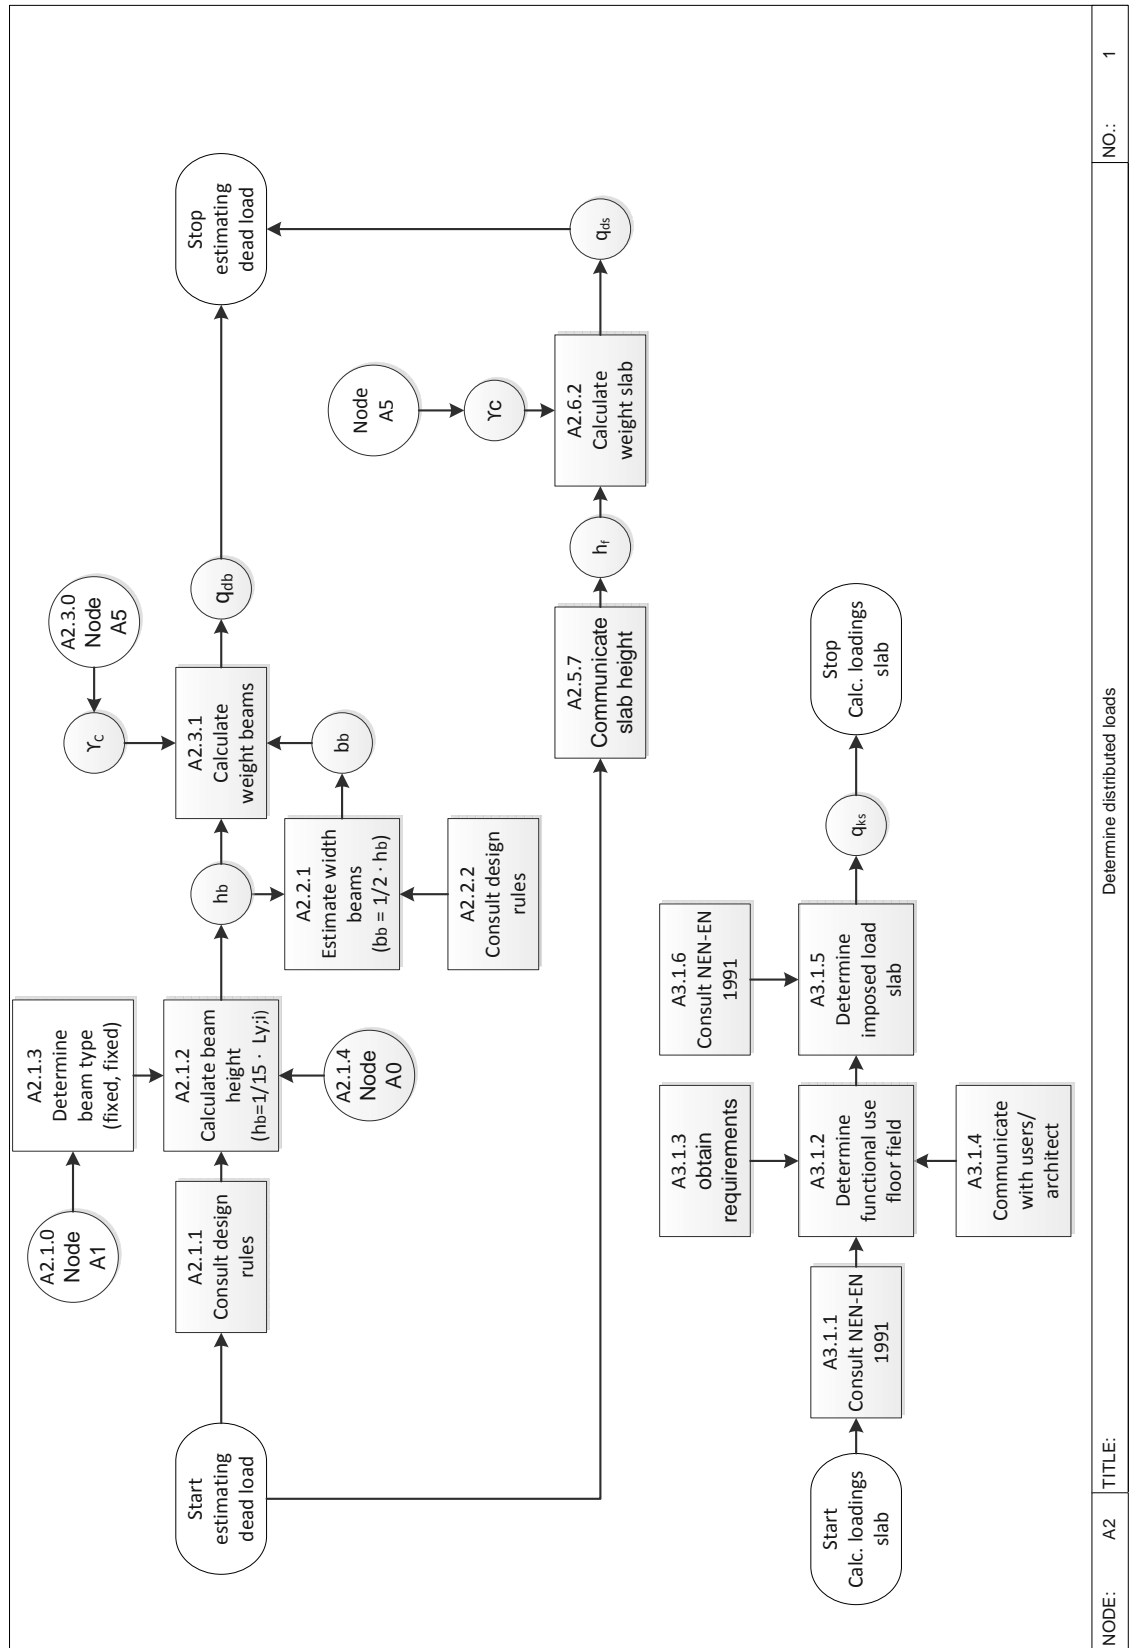 A2.1.0
Node
A1
A2.1.3
Determine
beam type
(fixed, fixed)
Start
estimating
dead load
A2.1.1
Consult design
rules
A2.1.2
Calculate beam
height
(hb=1/15 · Ly;i)
A2.1.4
Node
A0
hb
A2.2.1
Estimate width
beams
(bb = 1/2 · hb)
A2.2.2
Consult design
rules
bb
ϒC
A2.3.0
Node
A5
A2.3.1
Calculate
weight beams
qdb
Stop
estimating
dead load
A2.5.7
Communicate
slab height
hf
Node
A5
ϒC
A2.6.2
Calculate
weight slab
qds
Start
Calc. loadings
slab
A3.1.1
Consult NEN-EN
1991
A3.1.3
obtain
requirements
A3.1.2
Determine
functional use
floor field
A3.1.4
Communicate
with users/
architect
A3.1.6
Consult NEN-EN
1991
A3.1.5
Determine
imposed load
slab
qks
Stop
Calc. loadings
slab
NODE: A2 TITLE: Determine distributed loads NO.: 1